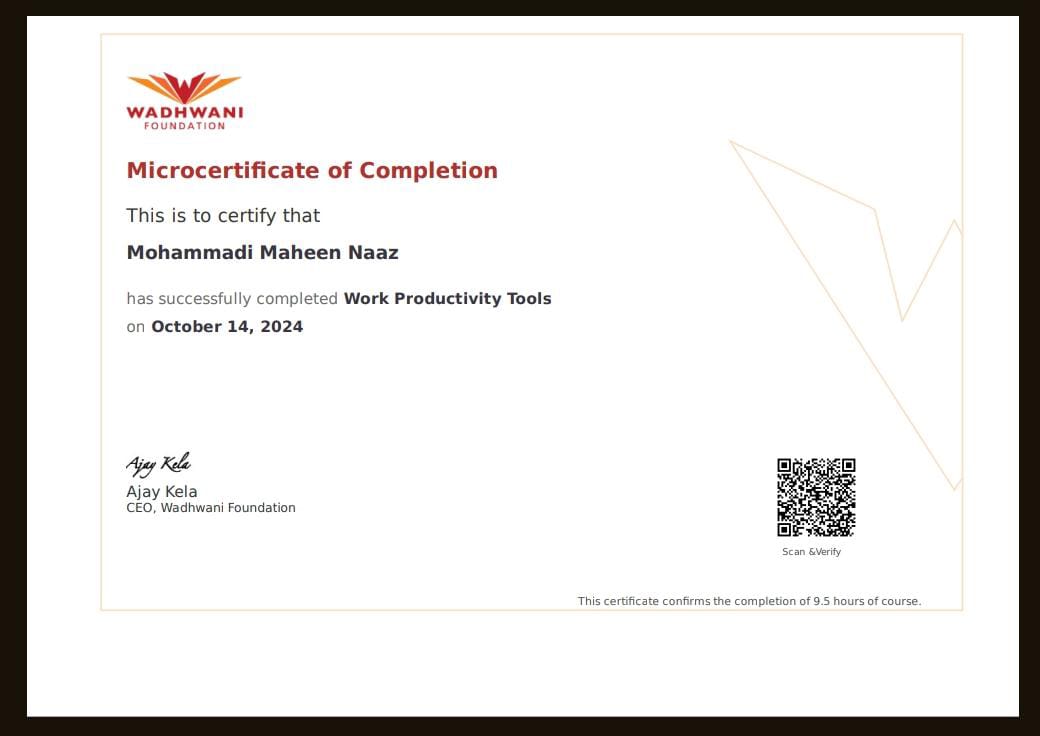 WADHWANI
FOUNDATION
Microcertificate of Completion
This is to certify that
Mohammadi Maheen Naaz
has successfully completed Work Productivity Tools
on October 14, 2024
Ajay Kela
Ajay Kela
CEO, Wadhwani Foundation
Scan &Verify
This certificate confirms the completion of 9.5 hours of course.